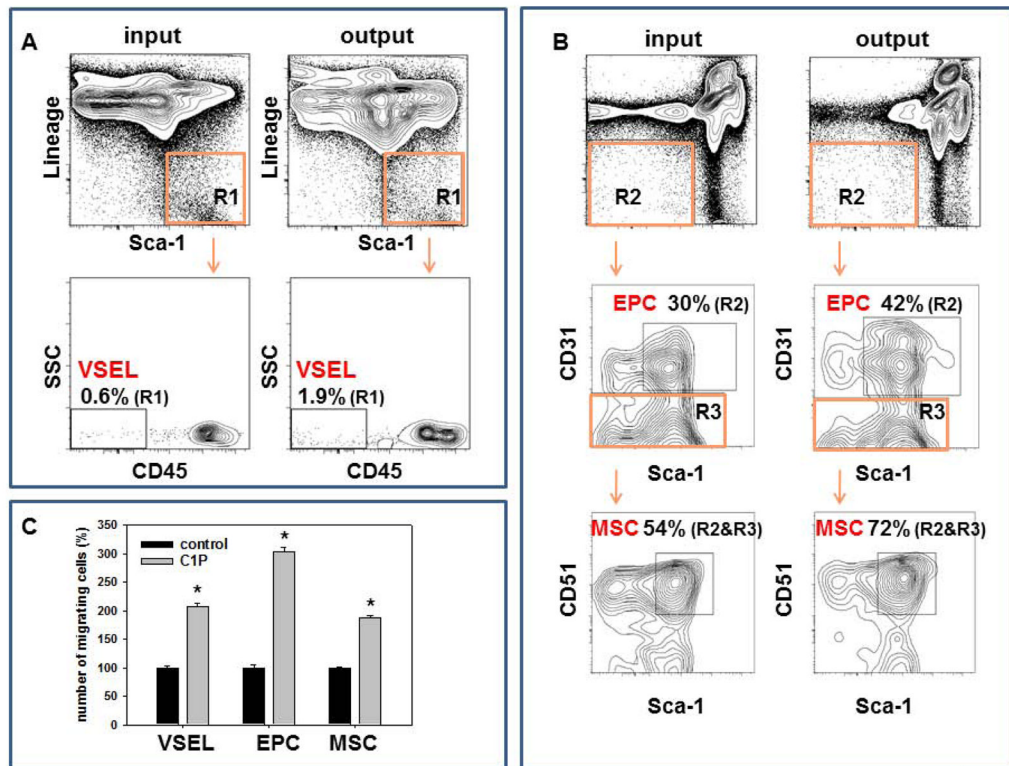 A
input
output
Lineage
R1
R1
Sca-1
Sca-1
SSC
VSEL
0.6% (R1)
CD45
SSC
VSEL
1.9% (R1)
CD45
B
input
output
Lineage
R2
R2
CD31
EPC 30% (R2)
R3
Sca-1
CD31
EPC 42% (R2)
R3
Sca-1
CD51
MSC 54% (R2&R3)
Sca-1
CD51
MSC 72% (R2&R3)
Sca-1
C
number of migrating cells (%)
350
300
250
200
150
100
50
0
control
C1P
*
*
*
VSEL
EPC
MSC